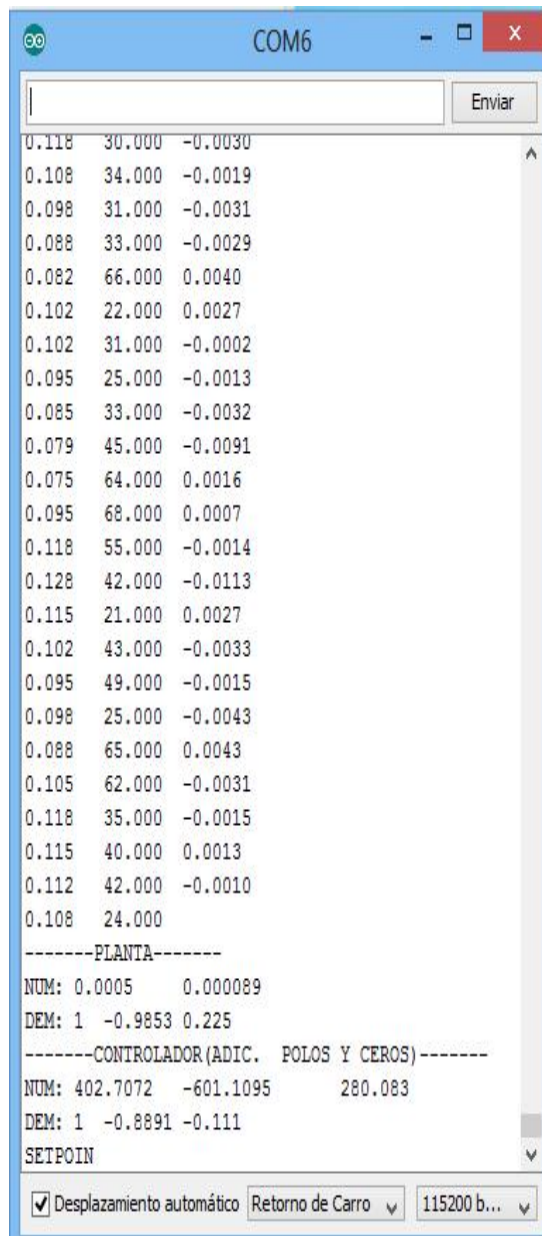 COM6
Enviar
0.118 30.000 -0.0030
0.108 34.000 -0.0019
0.098 31.000 -0.0031
0.088 33.000 -0.0029
0.082 66.000 0.0040
0.102 22.000 0.0027
0.102 31.000 -0.0002
0.095 25.000 -0.0013
0.085 33.000 -0.0032
0.079 45.000 -0.0091
0.075 64.000 0.0016
0.095 68.000 0.0007
0.118 55.000 -0.0014
0.128 42.000 -0.0113
0.115 21.000 0.0027
0.102 43.000 -0.0033
0.095 49.000 -0.0015
0.098 25.000 -0.0043
0.088 65.000 0.0043
0.105 62.000 -0.0031
0.118 35.000 -0.0015
0.115 40.000 0.0013
0.112 42.000 -0.0010
0.108 24.000
-------PLANTA-------
NUM: 0.0005 0.000089
DEM: 1 -0.9853 0.225
-------CONTROLADOR(ADIC. POLOS Y CEROS)-------
NUM: 402.7072 -601.1095 280.083
DEM: 1 -0.8891 -0.111
SETPOIN
Desplazamiento automático Retorno de Carro 115200 b...